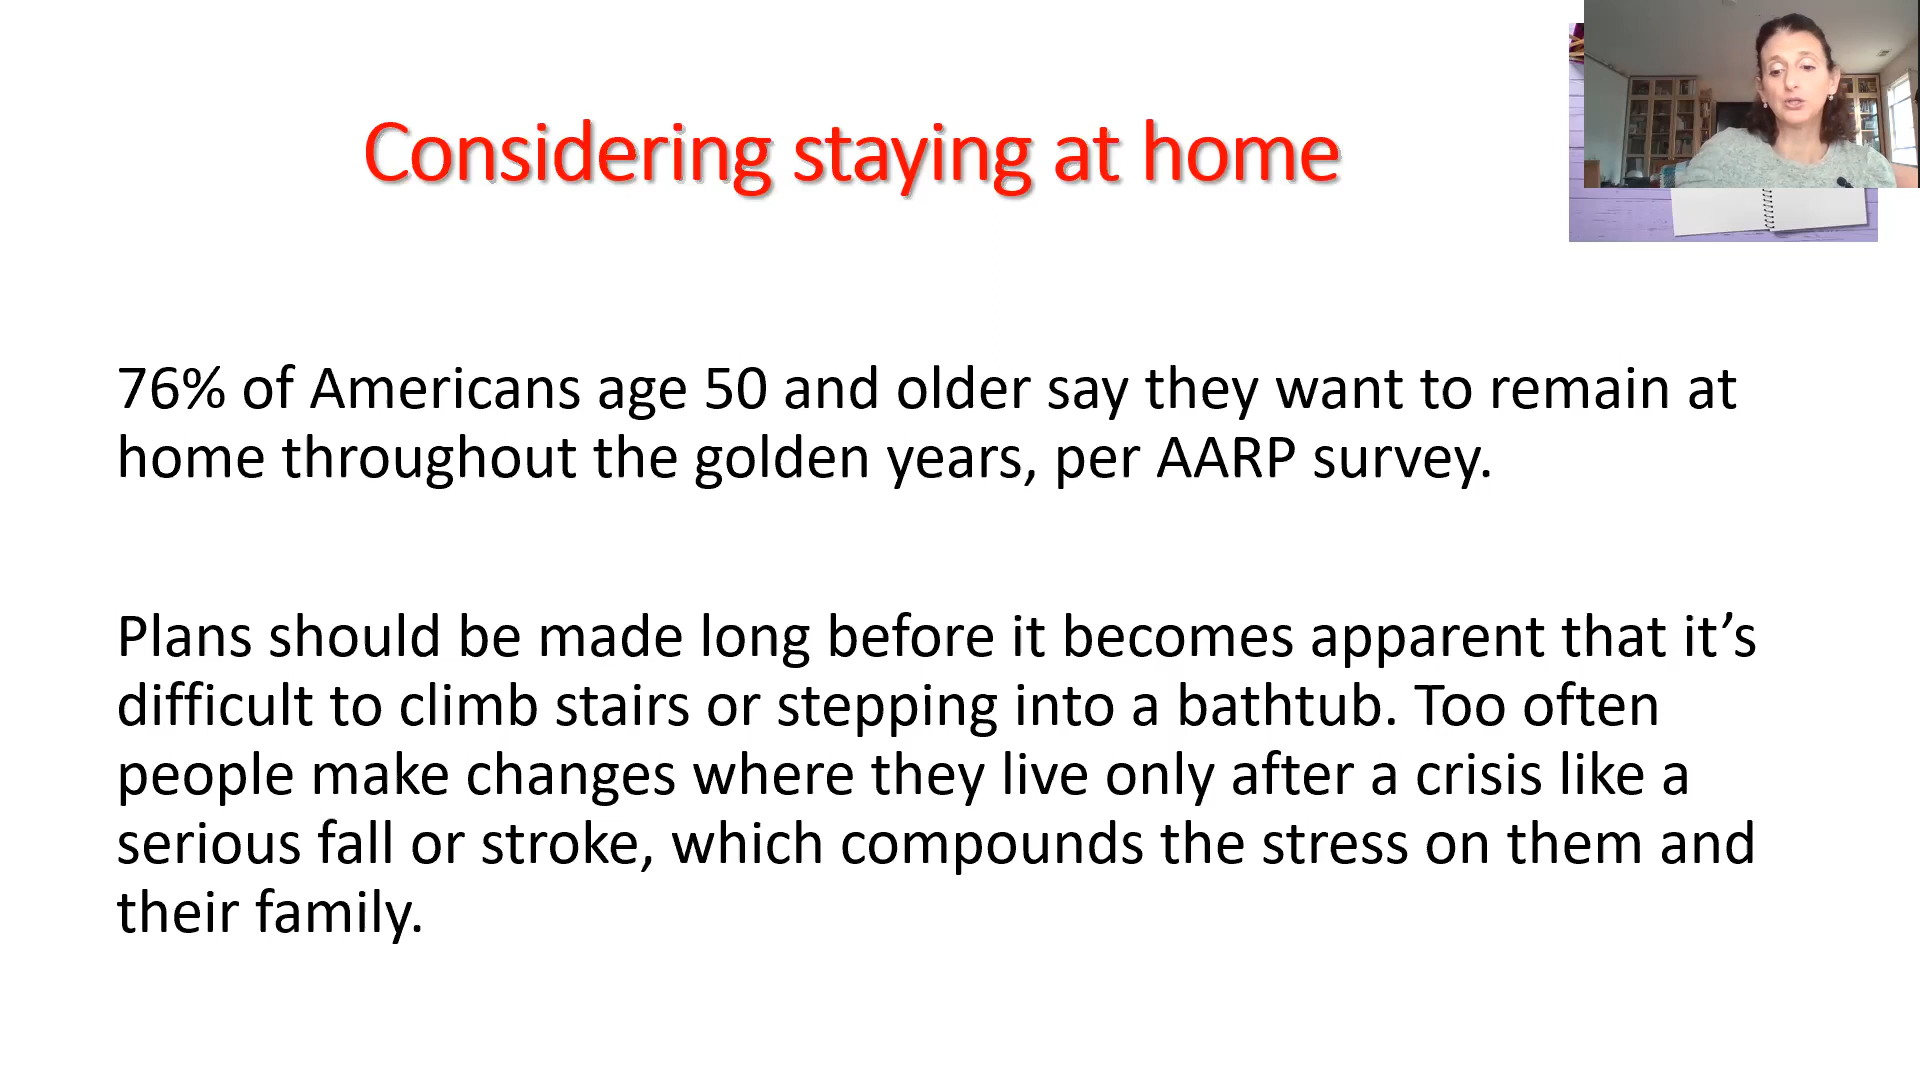 Considering staying at home
76% of Americans age 50 and older say they want to remain at
home throughout the golden years, per AARP survey.
Plans should be made long before it becomes apparent that it’s
difficult to climb stairs or stepping into a bathtub. Too often
people make changes where they live only after a crisis like a
serious fall or stroke, which compounds the stress on them and
their family.